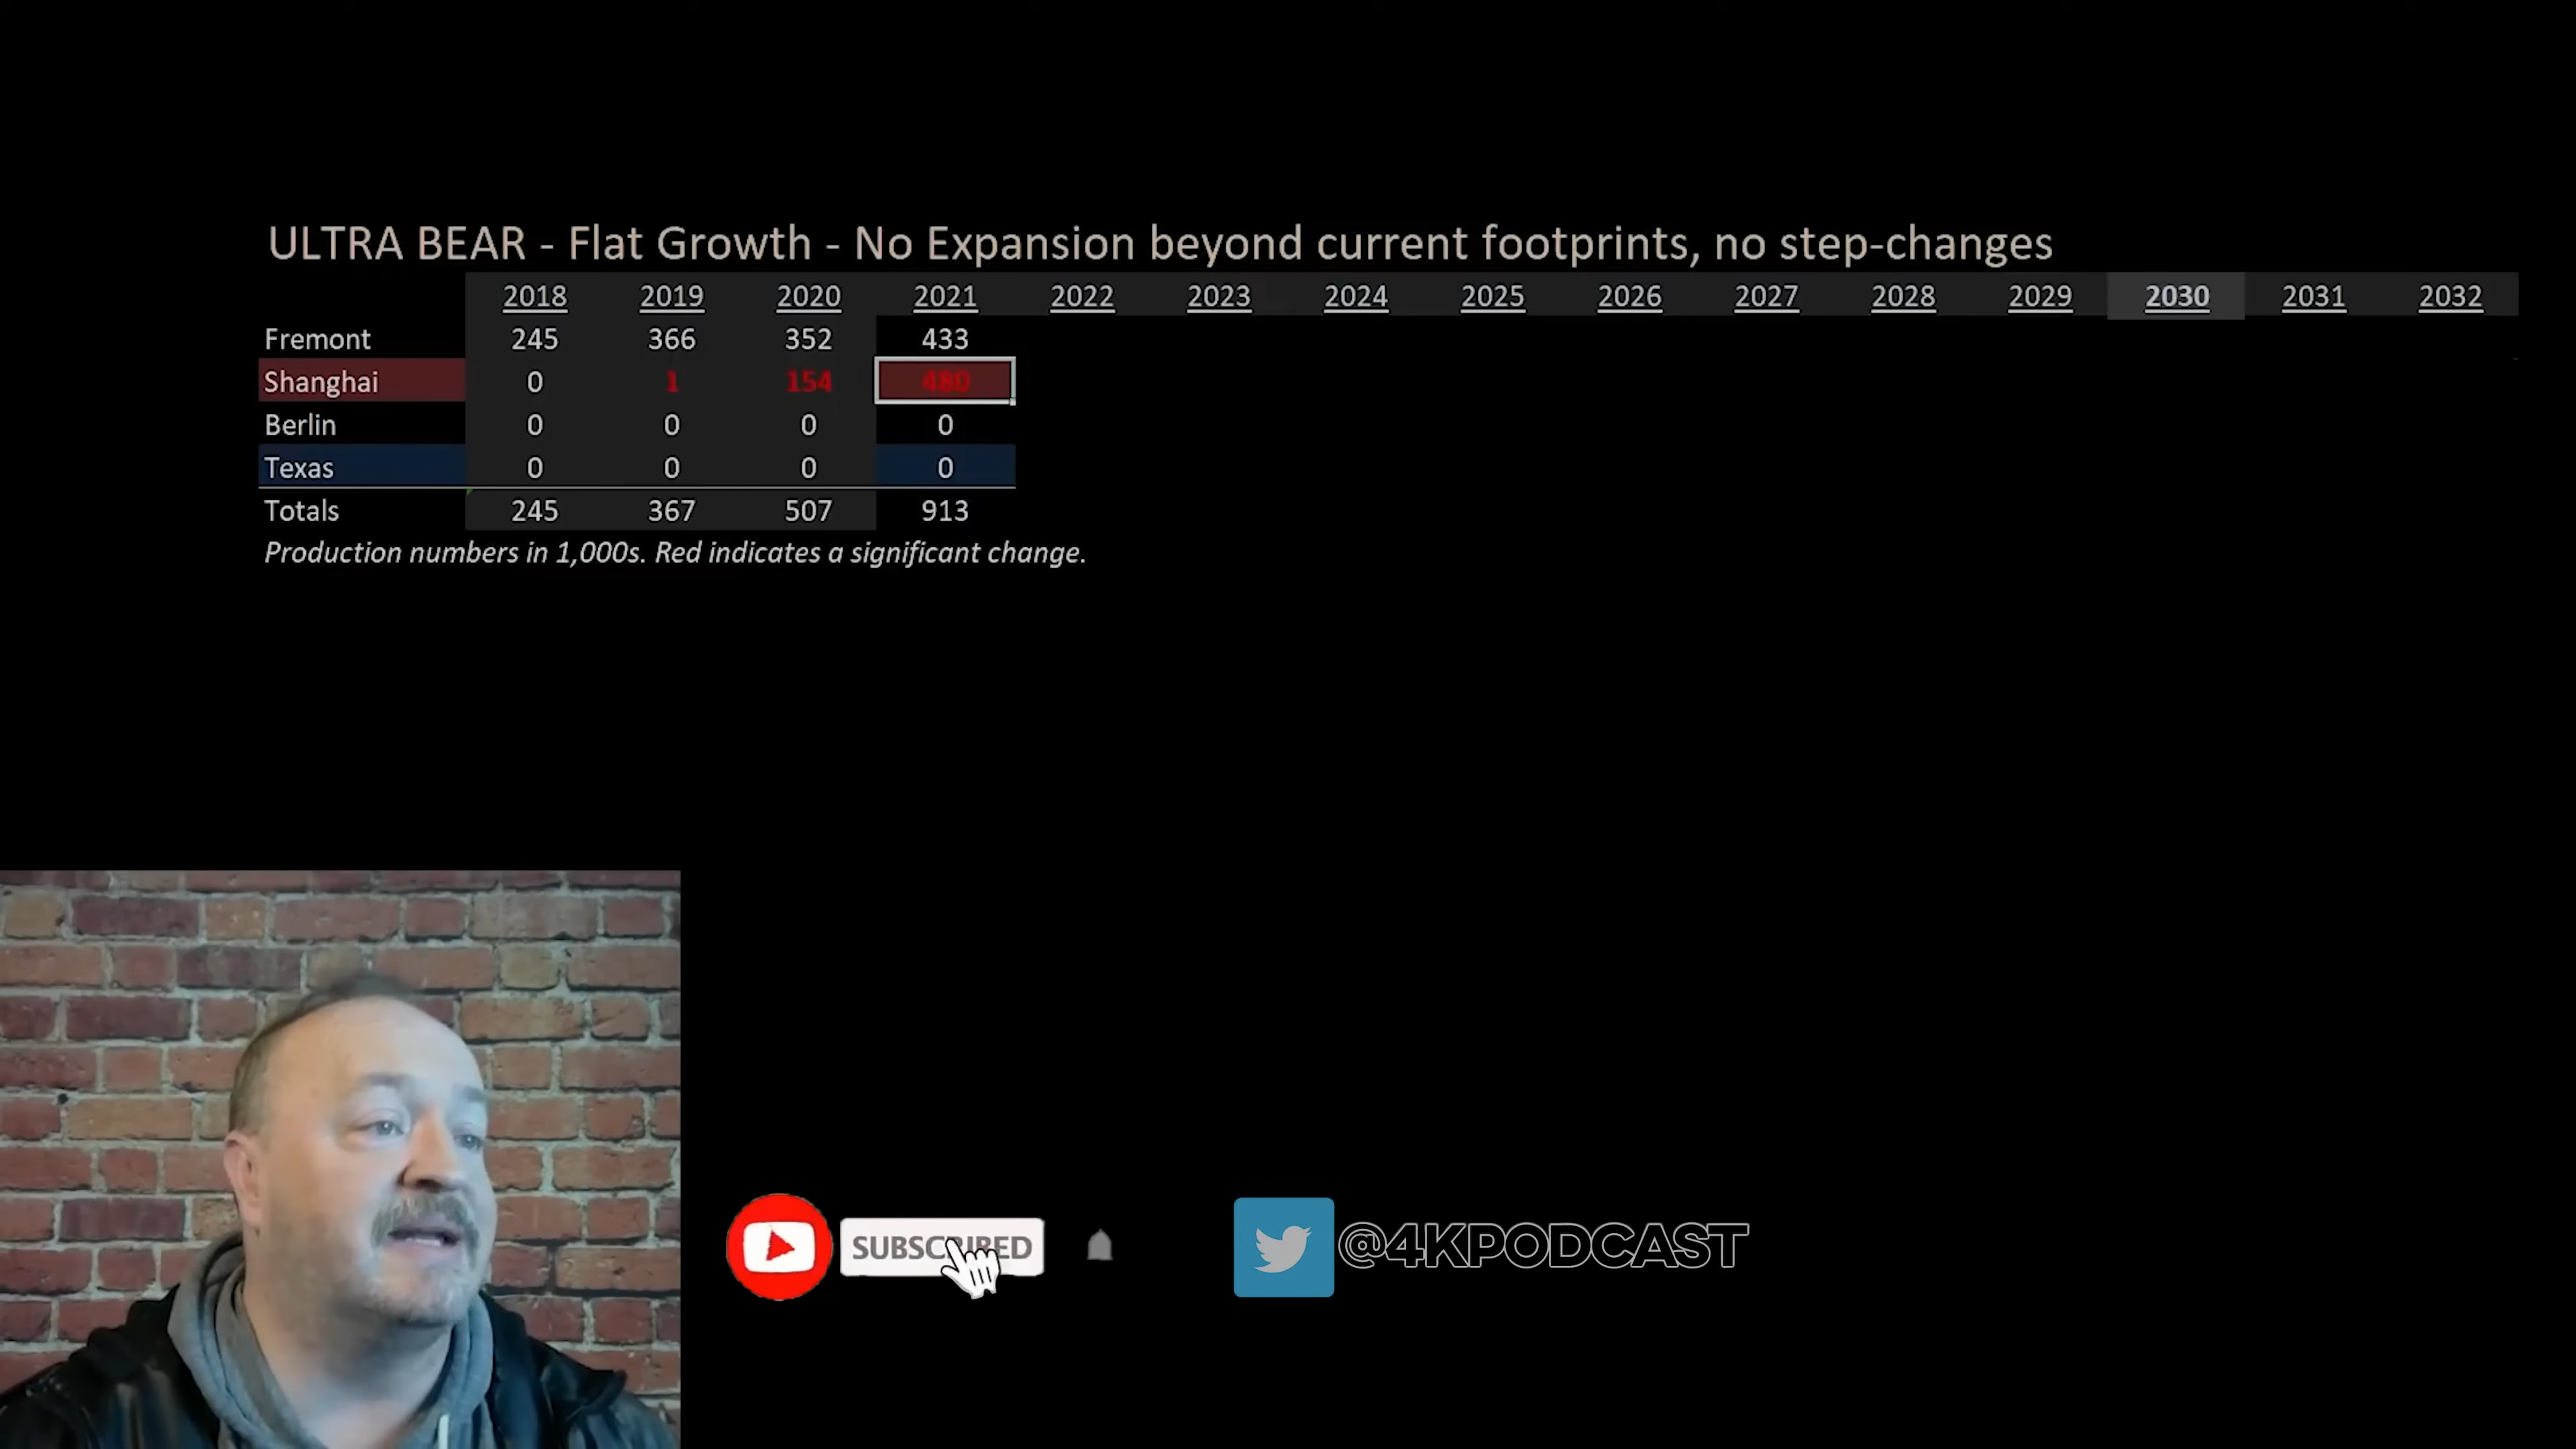 ULTRA BEAR - Flat Growth - No Expansion beyond current footprints, no step-changes
2018 2019 2020 2021 2022 2023 2024 2025 2026 2027 2028 2029 2030 2031 2032
Fremont 245 366 352 433
Shanghai 0 1 154 480
Berlin 0 0 0 0
Texas 0 0 0 0
Totals 245 367 507 913
Production numbers in 1,000s. Red indicates a significant change.
SUBSCRIBED
@4KPODCAST